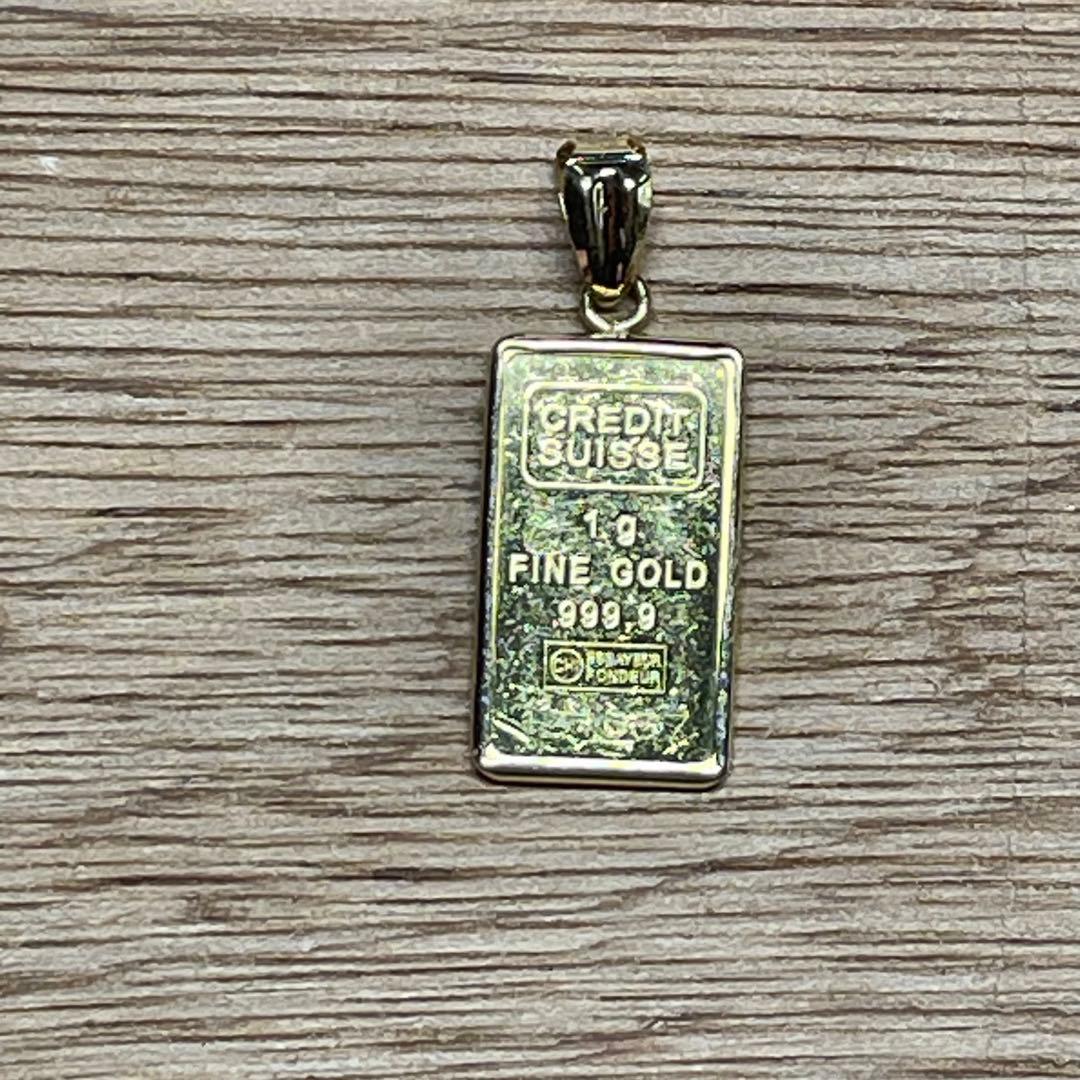 CREDIT
SUISSE
1 g
FINE GOLD
999,9
ESSAYEUR
FONDEUR